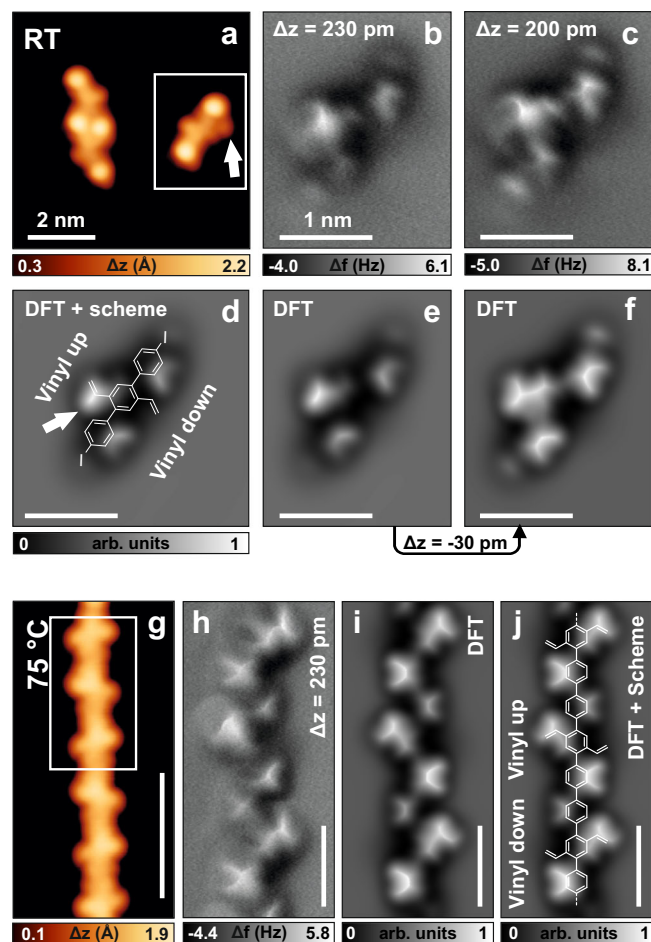 RT
a
2 nm
0.3 Δz (Å) 2.2
Δz = 230 pm
b
1 nm
-4.0 Δf (Hz) 6.1
Δz = 200 pm
c
-5.0 Δf (Hz) 8.1
DFT + scheme
d
Vinyl up
Vinyl down
I
I
0 arb. units 1
DFT
e
DFT
f
Δz = -30 pm
75 °C
g
0.1 Δz (Å) 1.9
h
Δz = 230 pm
-4.4 Δf (Hz) 5.8
i
DFT
0 arb. units 1
j
Vinyl up
Vinyl down
DFT + Scheme
0 arb. units 1